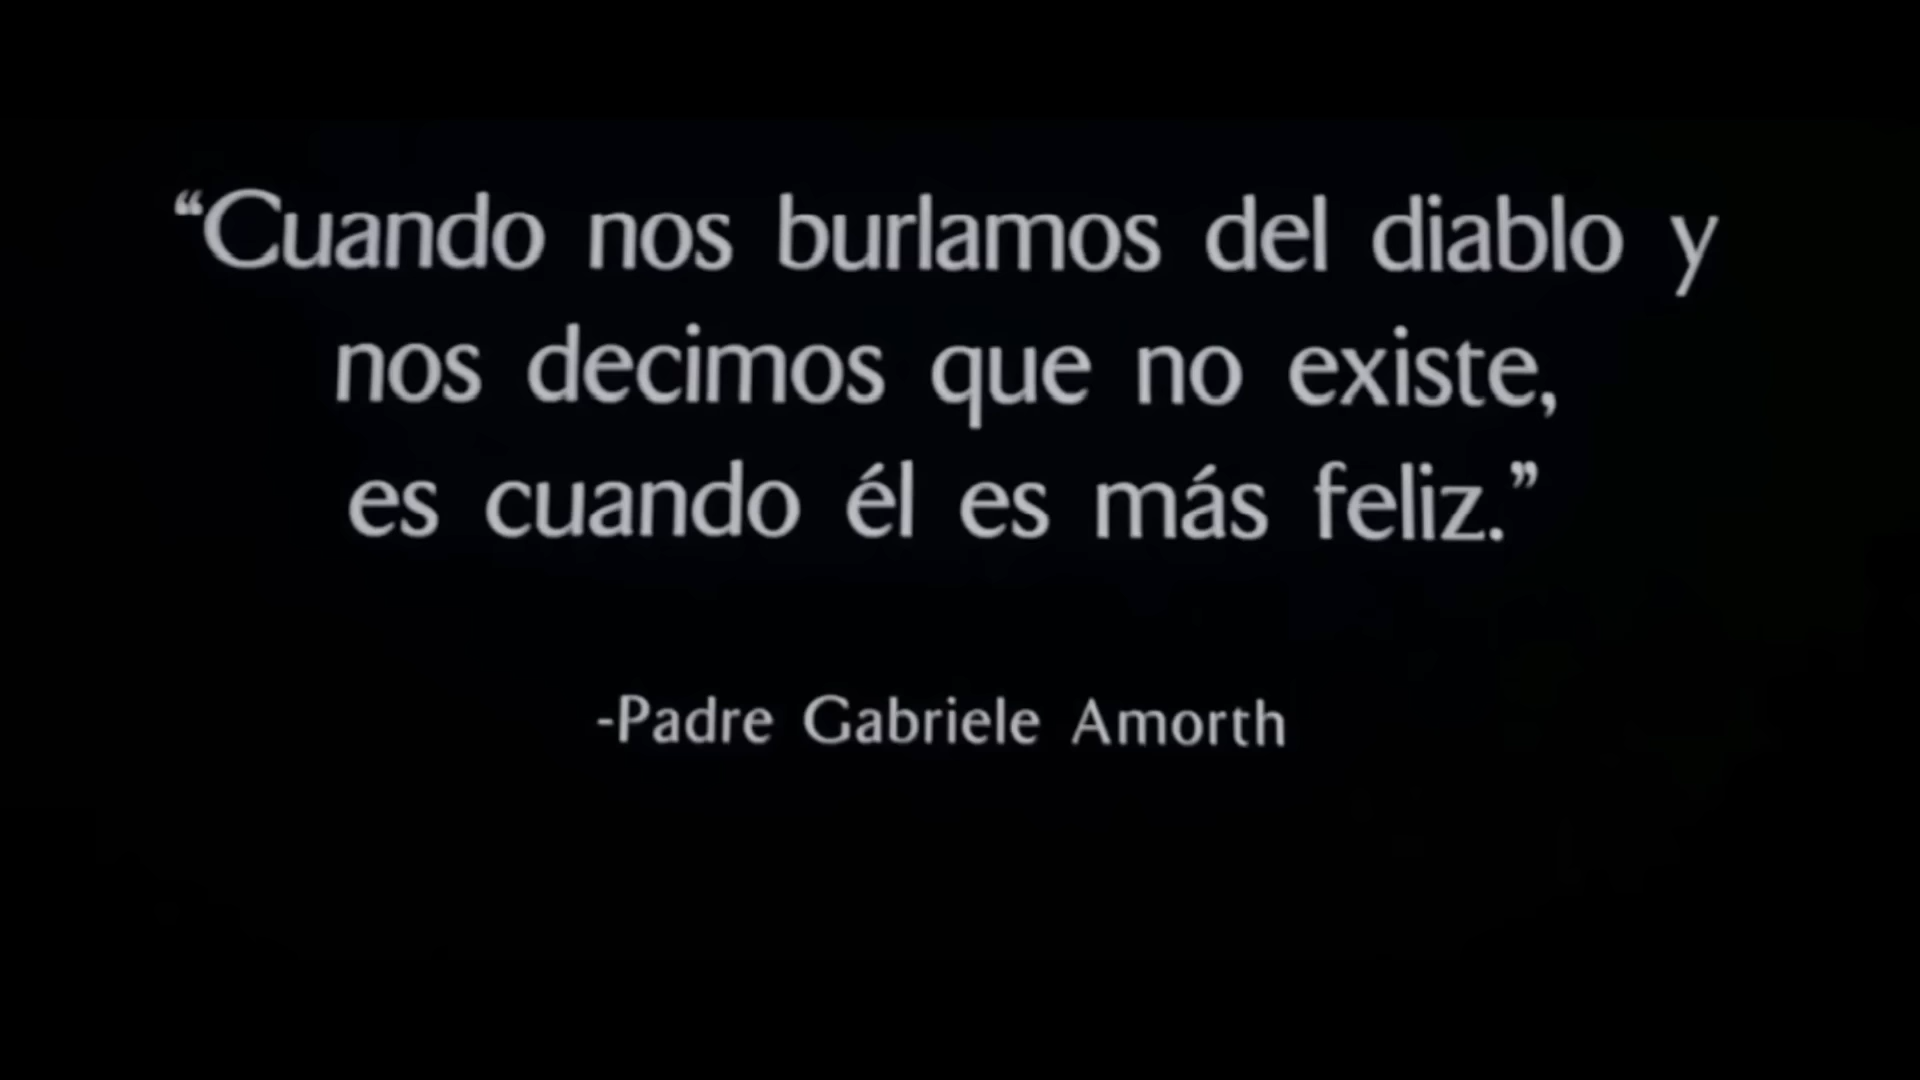 “Cuando nos burlamos del diablo y
nos decimos que no existe,
es cuando él es más feliz.”
-Padre Gabriele Amorth